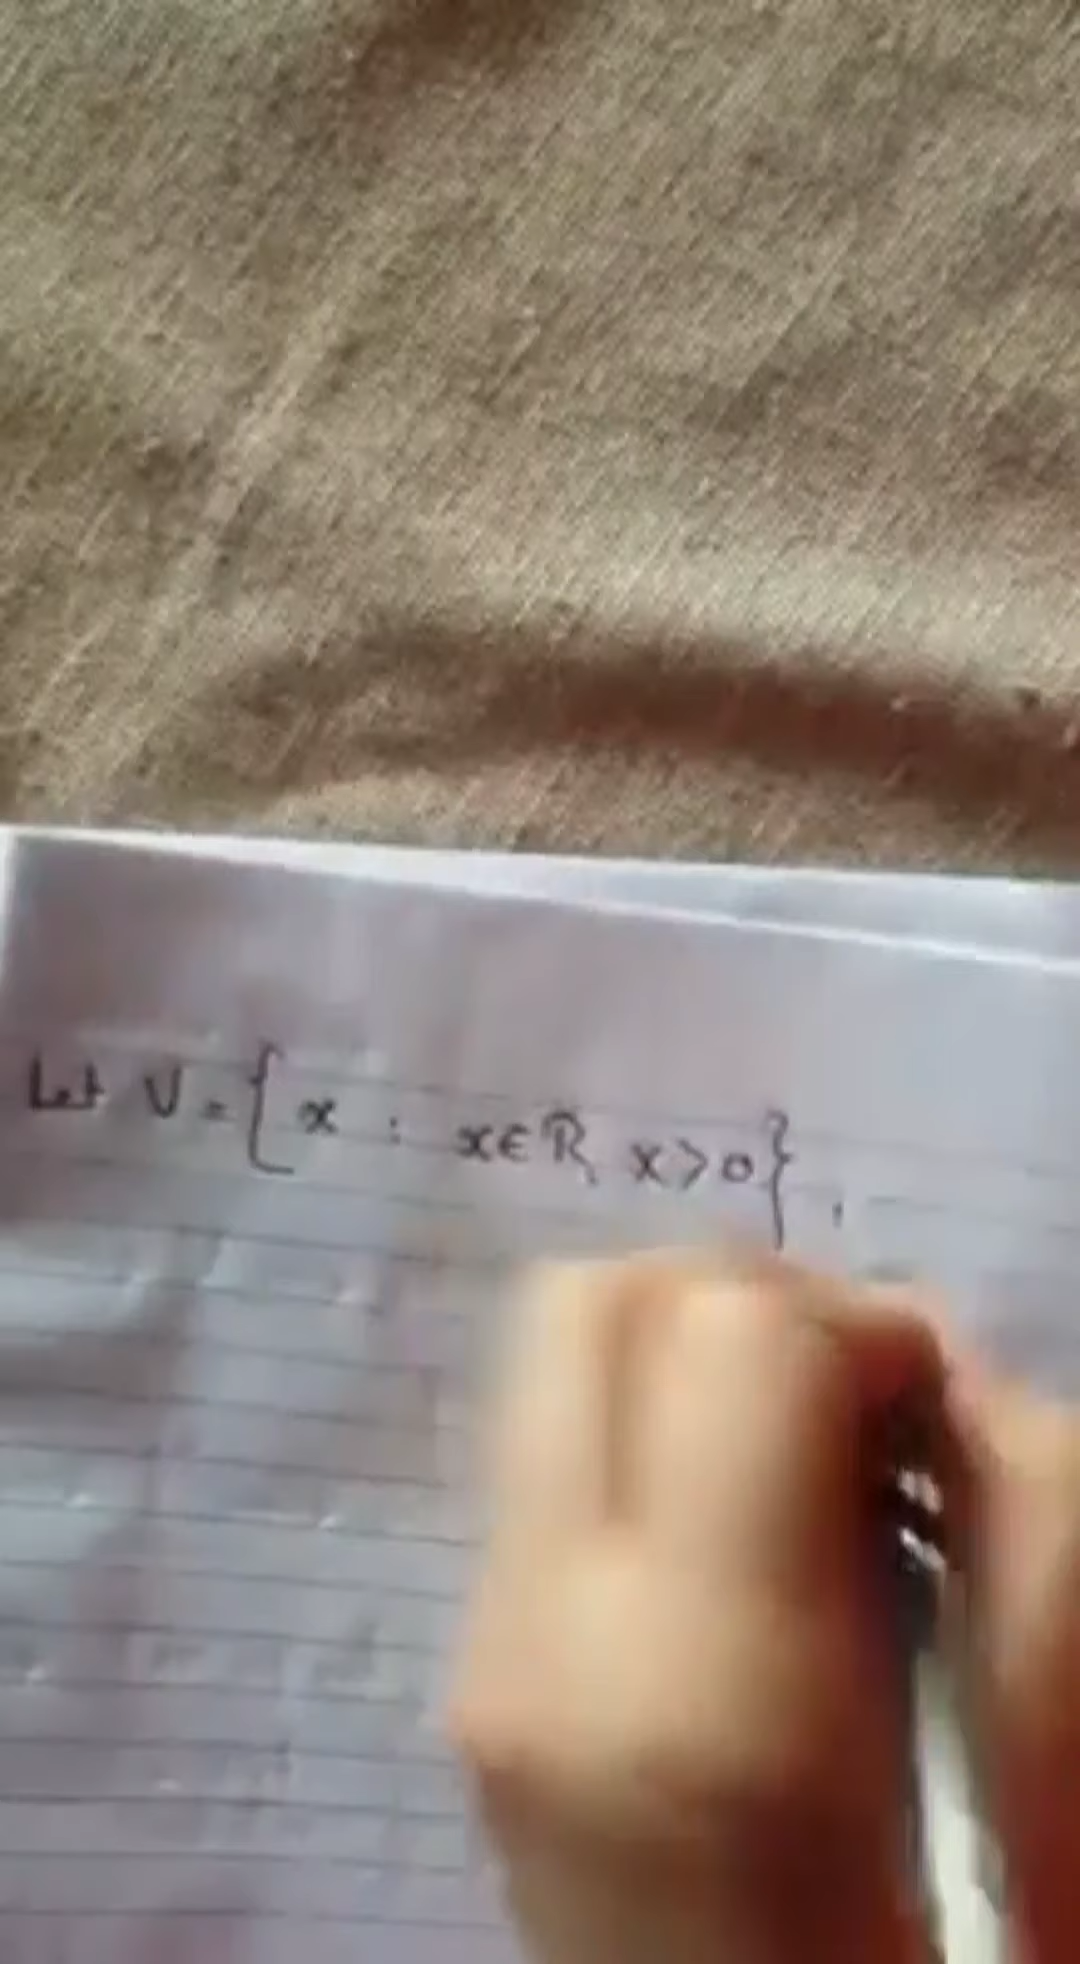 Let V = { x : x ∈ ℝ, x > 0 } ,